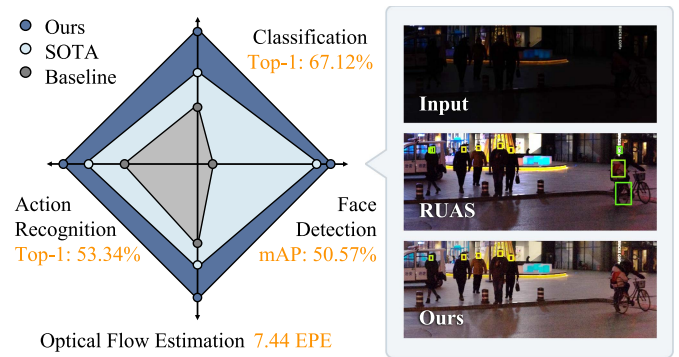 Ours
SOTA
Baseline
Classification
Top-1: 67.12%
Action
Recognition
Top-1: 53.34%
Face
Detection
mAP: 50.57%
Optical Flow Estimation 7.44 EPE
Input
RUAS
Ours